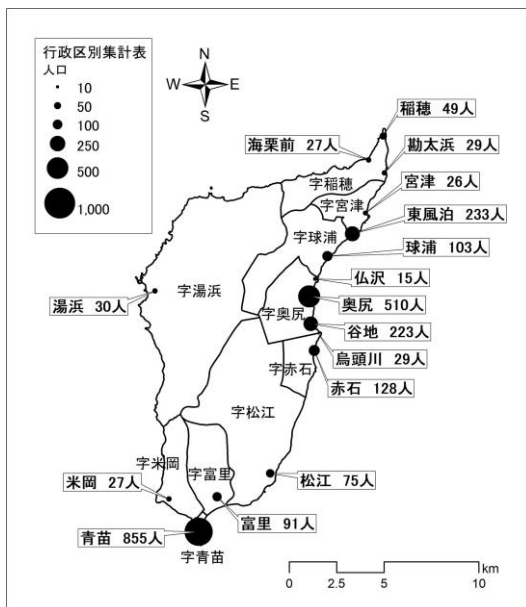 行政区別集計表
人口
10
50
100
250
500
1,000
N
W E
S
稲穂 49人
海栗前 27人
勘太浜 29人
字稲穂
宮津 26人
字宮津
東風泊 233人
字球浦
球浦 103人
仏沢 15人
字湯浜
湯浜 30人
奥尻 510人
字奥尻
谷地 223人
烏頭川 29人
字赤石
赤石 128人
字松江
字米岡
字富里
松江 75人
米岡 27人
富里 91人
青苗 855人
字青苗
km
0 2.5 5 10